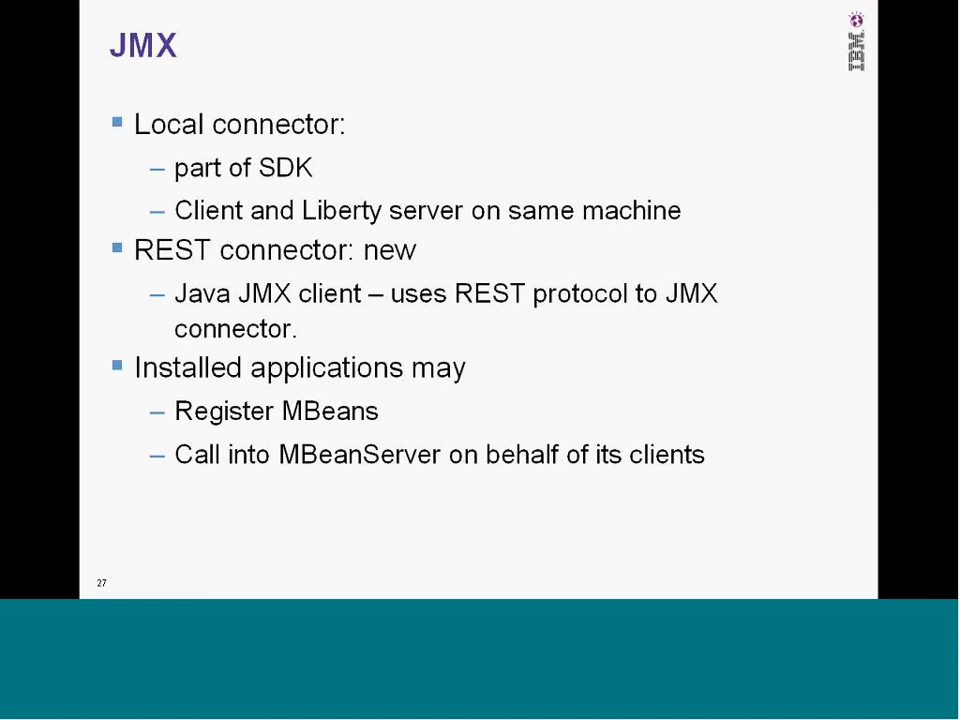 JMX
IBM
▪ Local connector:
– part of SDK
– Client and Liberty server on same machine
▪ REST connector: new
– Java JMX client – uses REST protocol to JMX
connector.
▪ Installed applications may
– Register MBeans
– Call into MBeanServer on behalf of its clients
27